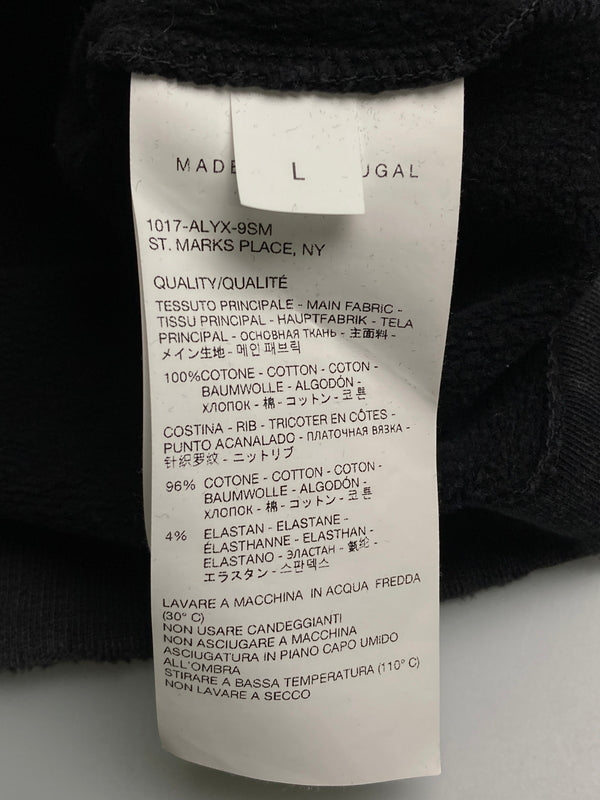 MADE L UGAL
1017-ALYX-9SM
ST. MARKS PLACE, NY
QUALITY/QUALITÉ
TESSUTO PRINCIPALE - MAIN FABRIC -
TISSU PRINCIPAL - HAUPTFABRIK - TELA
PRINCIPAL - ОСНОВНАЯ ТКАНЬ - 主面料 -
メイン生地 - 메인 패브릭
100%COTONE - COTTON - COTON -
BAUMWOLLE - ALGODÓN -
ХЛОПОК - 棉 - コットン - 코튼
COSTINA - RIB - TRICOTER EN CÔTES -
PUNTO ACANALADO - ПЛАТОЧНАЯ ВЯЗКА -
针织罗纹 - ニットリブ
96% COTONE - COTTON - COTON -
BAUMWOLLE - ALGODÓN -
ХЛОПОК - 棉 - コットン - 코튼
4% ELASTAN - ELASTANE -
ÉLASTHANNE - ELASTHAN -
ELASTANO - ЭЛАСТАН - 氨纶 -
エラスタン - 스판덱스
LAVARE A MACCHINA IN ACQUA FREDDA
(30° C)
NON USARE CANDEGGIANTI
NON ASCIUGARE A MACCHINA
ASCIUGATURA IN PIANO CAPO UMIDO
ALL'OMBRA
STIRARE A BASSA TEMPERATURA (110° C)
NON LAVARE A SECCO